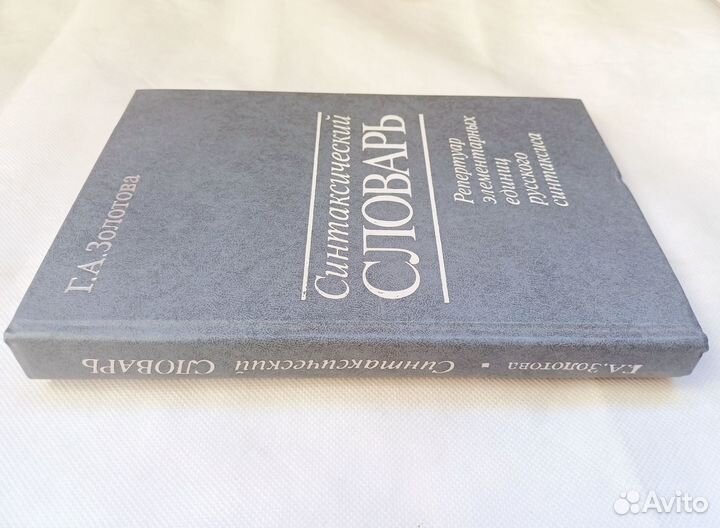 Г.А.Золотова
Синтаксический
СЛОВАРЬ
Репертуар
элементарных
единиц
русского
синтаксиса
Г.А.Золотова ▪ Синтаксический СЛОВАРЬ
Avito